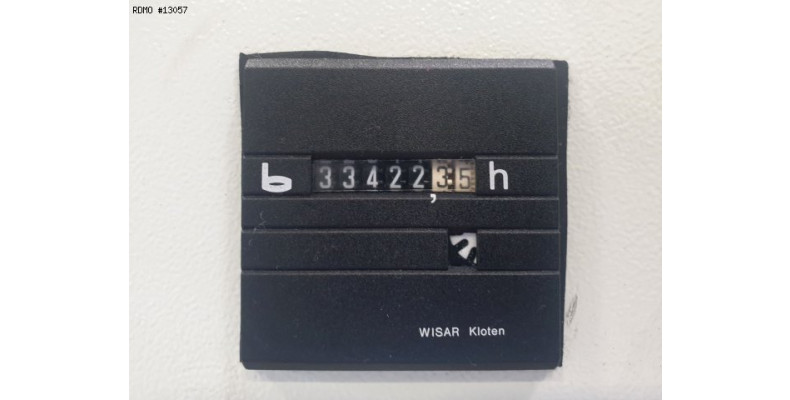 RDMO #13057
33422,35 h
WISAR Kloten